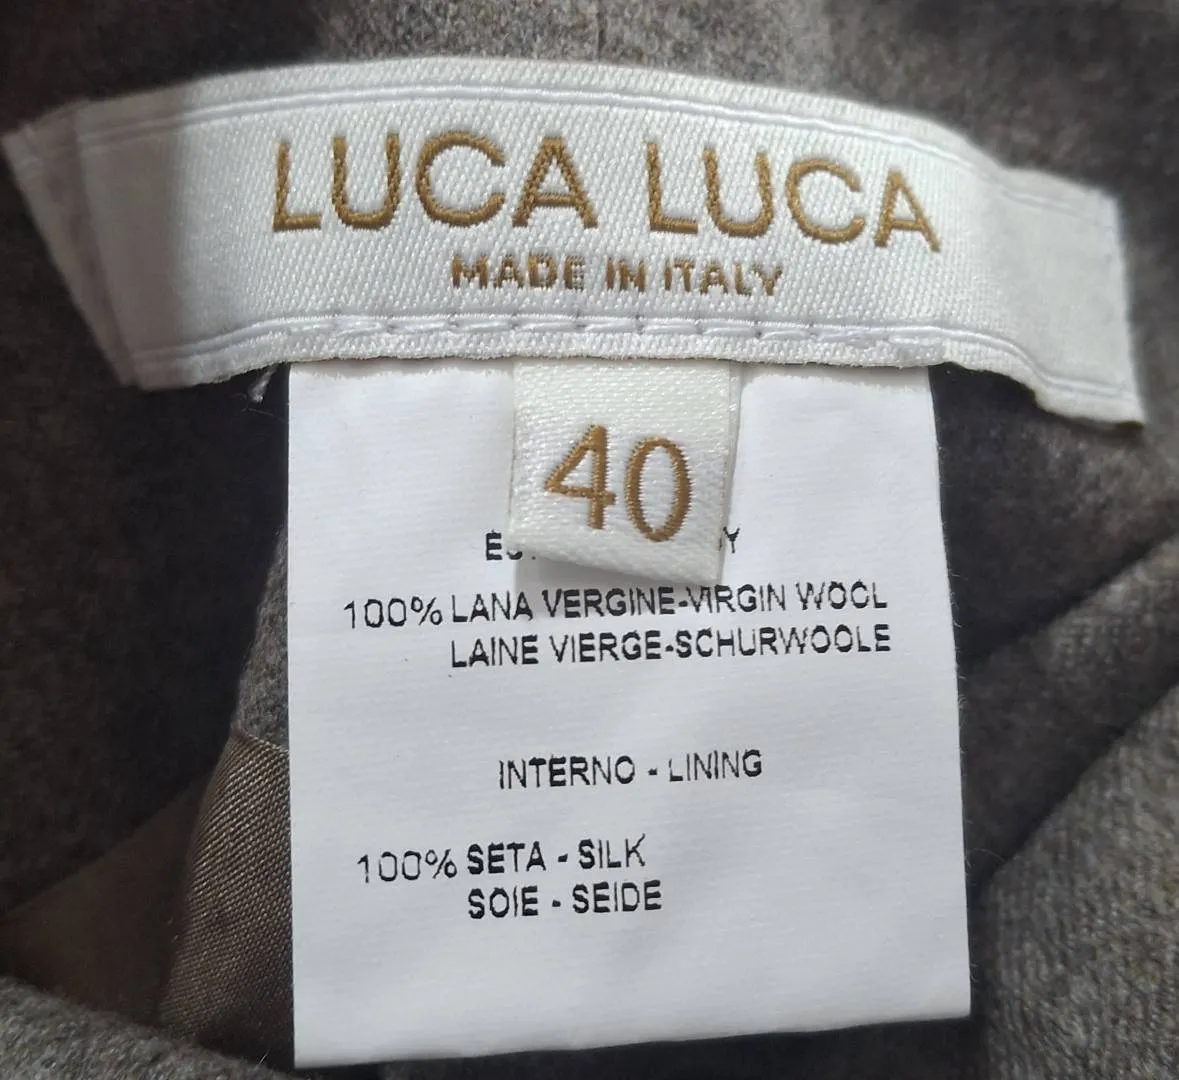 LUCA LUCA
MADE IN ITALY
40
100% LANA VERGINE-VIRGIN WOOL
LAINE VIERGE-SCHURWOOLE
INTERNO - LINING
100% SETA - SILK
SOIE - SEIDE